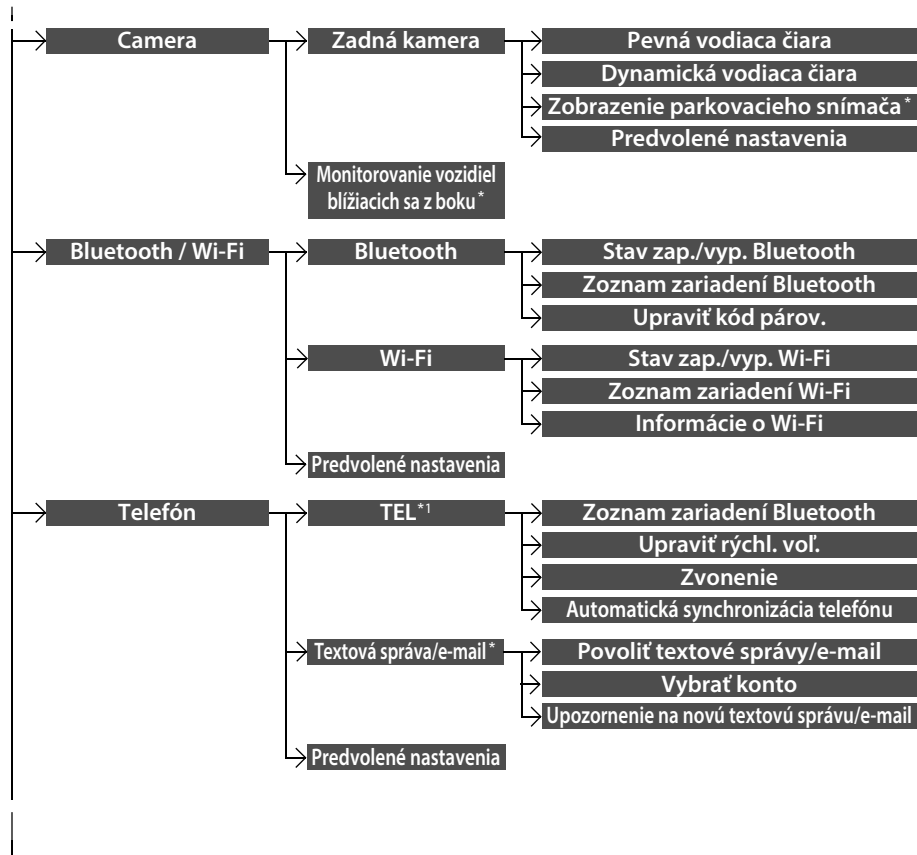 Camera
Zadná kamera
Pevná vodiaca čiara
Dynamická vodiaca čiara
Zobrazenie parkovacieho snímača*
Predvolené nastavenia
Monitorovanie vozidiel
blížiacich sa z boku*
Bluetooth / Wi-Fi
Bluetooth
Stav zap./vyp. Bluetooth
Zoznam zariadení Bluetooth
Upraviť kód párov.
Wi-Fi
Stav zap./vyp. Wi-Fi
Zoznam zariadení Wi-Fi
Informácie o Wi-Fi
Predvolené nastavenia
Telefón
TEL*1
Zoznam zariadení Bluetooth
Upraviť rýchl. voľ.
Zvonenie
Automatická synchronizácia telefónu
Textová správa/e-mail*
Povoliť textové správy/e-mail
Vybrať konto
Upozornenie na novú textovú správu/e-mail
Predvolené nastavenia